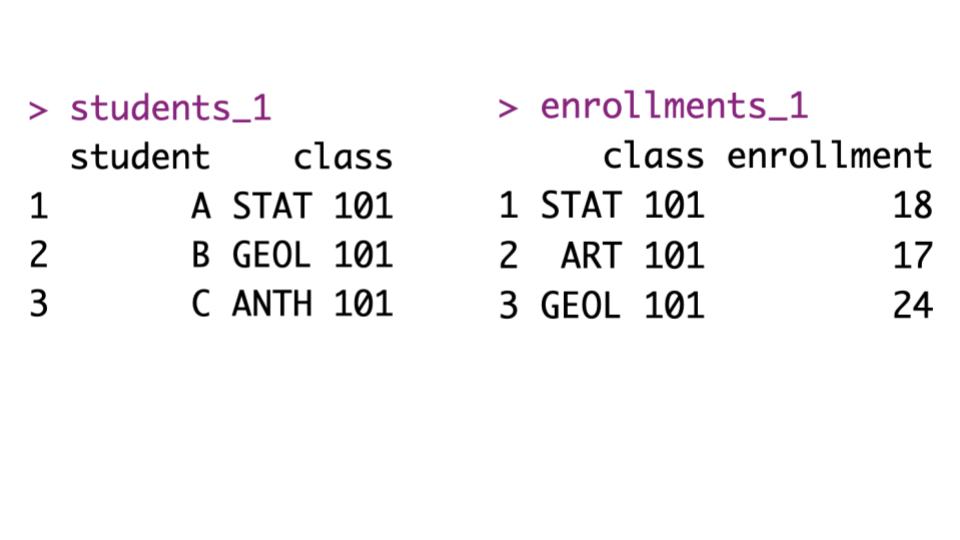 > students_1
student class
1 A STAT 101
2 B GEOL 101
3 C ANTH 101
> enrollments_1
class enrollment
1 STAT 101 18
2 ART 101 17
3 GEOL 101 24